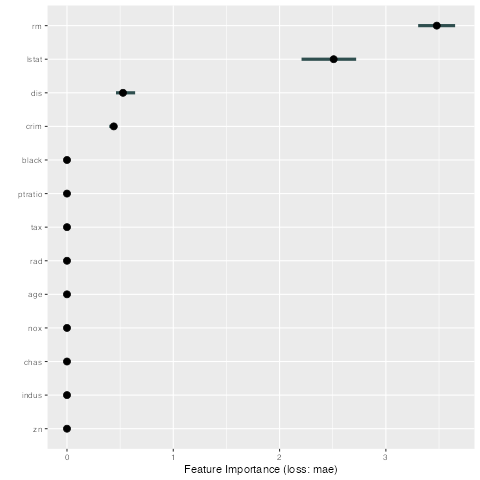 rm
lstat
dis
crim
black
ptratio
tax
rad
age
nox
chas
indus
zn
0 1 2 3
Feature Importance (loss: mae)